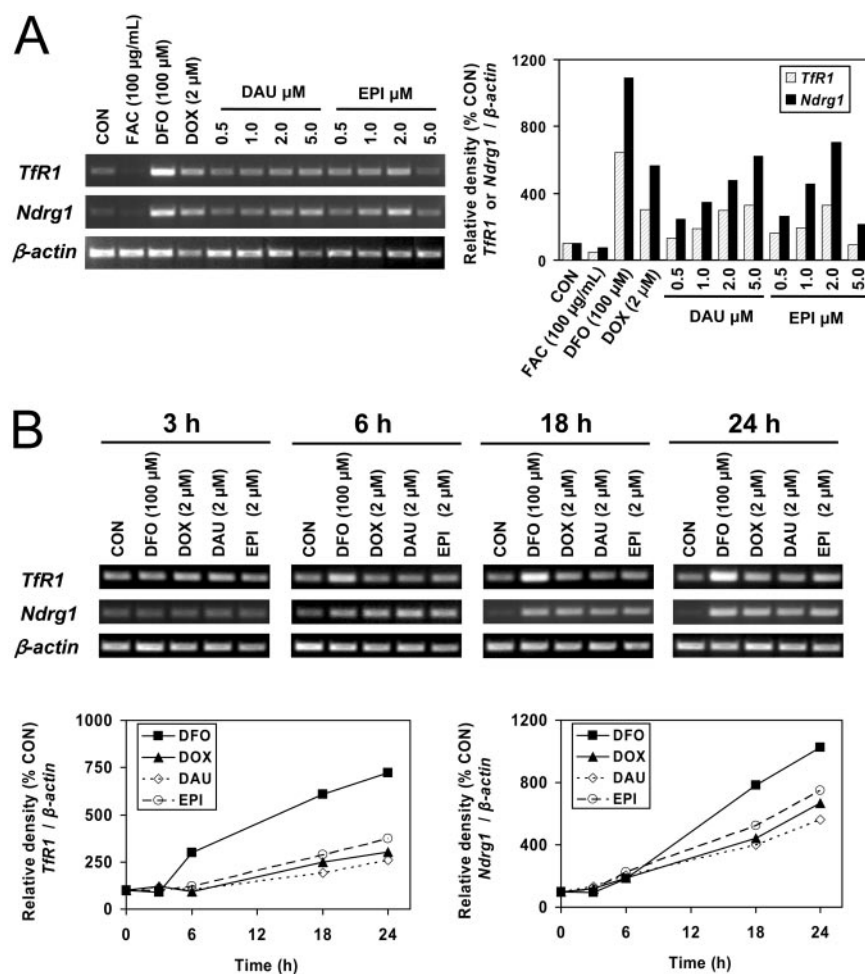 A
CON
FAC (100 µg/mL)
DFO (100 µM)
DOX (2 µM)
DAU µM
0.5
1.0
2.0
5.0
EPI µM
0.5
1.0
2.0
5.0
TfR1
Ndrg1
β-actin
Relative density (% CON)
TfR1 or Ndrg1 / β-actin
1200
800
400
0
TfR1
Ndrg1
CON
FAC (100 µg/mL)
DFO (100 µM)
DOX (2 µM)
0.5
1.0
2.0
5.0
DAU µM
0.5
1.0
2.0
5.0
EPI µM
B
3 h
6 h
18 h
24 h
CON
DFO (100 µM)
DOX (2 µM)
DAU (2 µM)
EPI (2 µM)
CON
DFO (100 µM)
DOX (2 µM)
DAU (2 µM)
EPI (2 µM)
CON
DFO (100 µM)
DOX (2 µM)
DAU (2 µM)
EPI (2 µM)
CON
DFO (100 µM)
DOX (2 µM)
DAU (2 µM)
EPI (2 µM)
TfR1
Ndrg1
β-actin
Relative density (% CON)
TfR1 / β-actin
1000
750
500
250
0
DFO
DOX
DAU
EPI
0
6
12
18
24
Time (h)
Relative density (% CON)
Ndrg1 / β-actin
1200
800
400
0
DFO
DOX
DAU
EPI
0
6
12
18
24
Time (h)